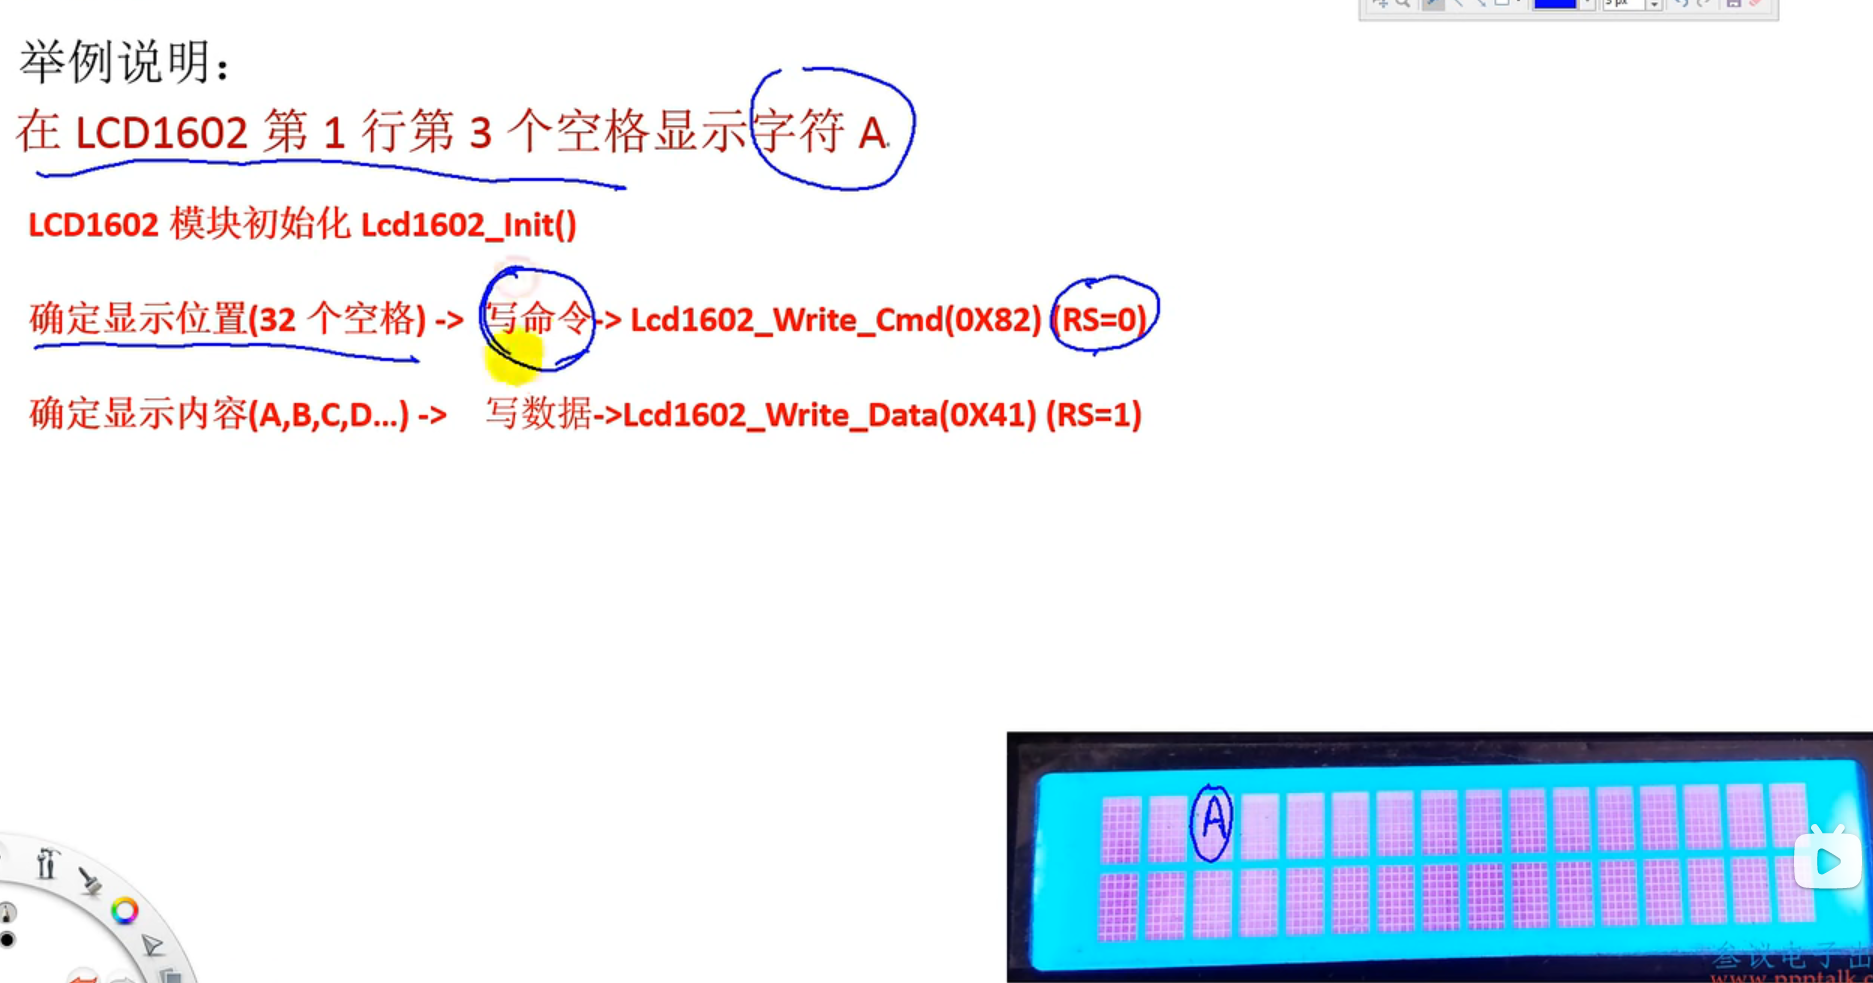 5 px
举例说明：
在 LCD1602 第 1 行第 3 个空格显示字符 A.
LCD1602 模块初始化 Lcd1602_Init()
确定显示位置(32 个空格) -> 写命令-> Lcd1602_Write_Cmd(0X82) (RS=0)
确定显示内容(A,B,C,D...) -> 写数据->Lcd1602_Write_Data(0X41) (RS=1)
A
叁议电子出